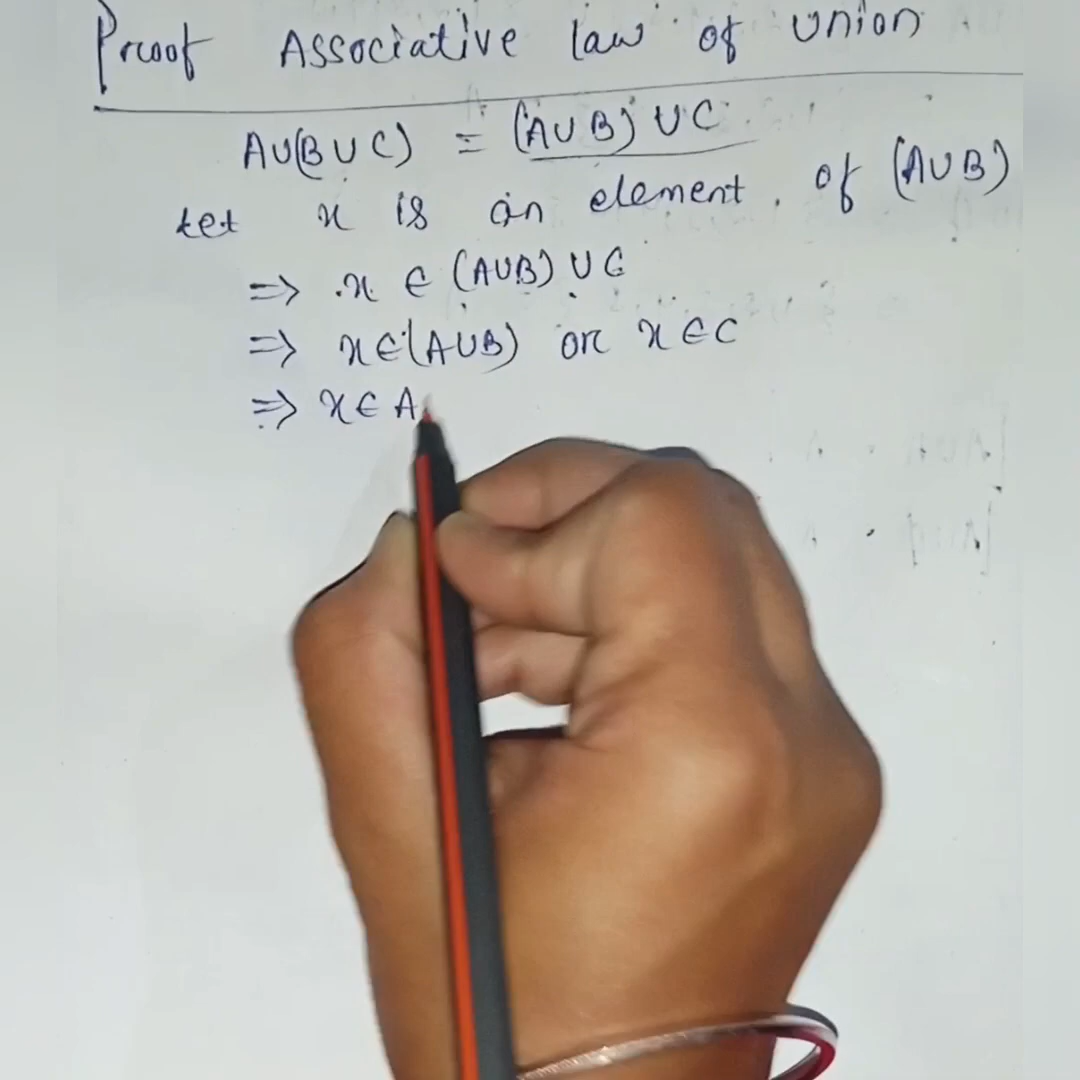 Proof Associative law of union
A∪(B∪C) = (A∪B)∪C
Let x is an element of (A∪B)
=> x ∈ (A∪B) ∪ C
=> x∈(A∪B) or x∈C
=> x∈A